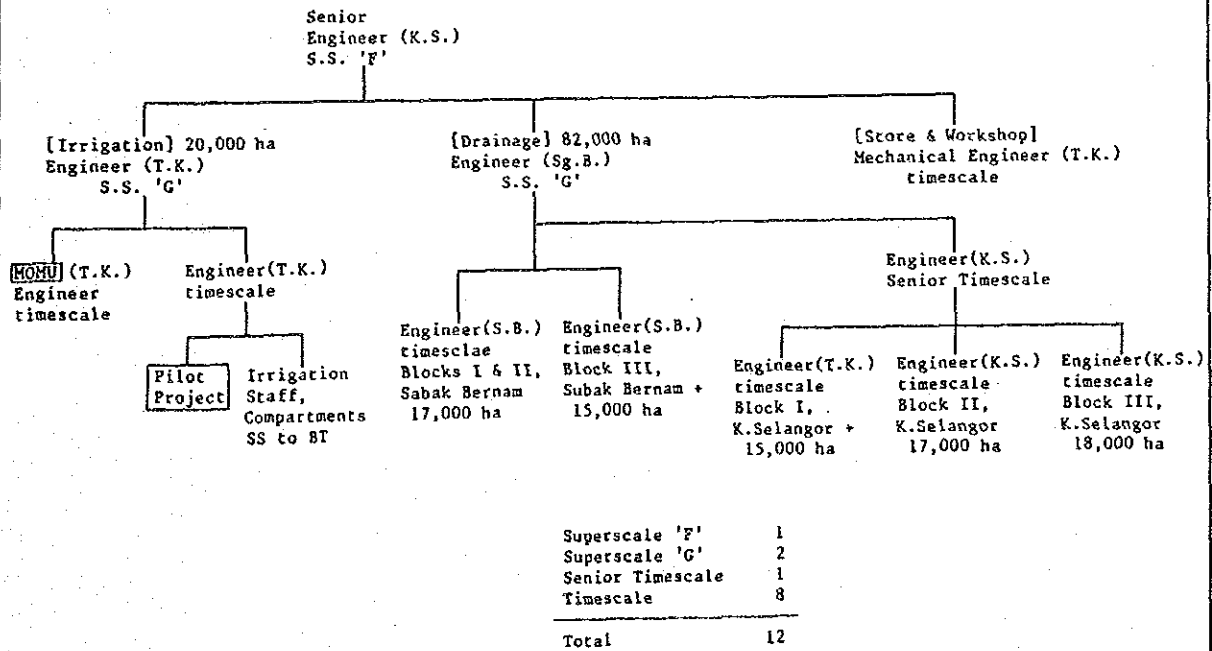 Senior
Engineer (K.S.)
S.S. 'F'
[Irrigation] 20,000 ha
Engineer (T.K.)
S.S. 'G'
[Drainage] 82,000 ha
Engineer (Sg.B.)
S.S. 'G'
[Store & Workshop]
Mechanical Engineer (T.K.)
timescale
MOMU (T.K.)
Engineer
timescale
Engineer(T.K.)
timescale
Engineer(K.S.)
Senior Timescale
Pilot
Project
Irrigation
Staff,
Compartments
SS to BT
Engineer(S.B.)
timesclae
Blocks I & II,
Sabak Bernam
17,000 ha
Engineer(S.B.)
timescale
Block III,
Subak Bernam +
15,000 ha
Engineer(T.K.)
timescale
Block I,
K.Selangor +
15,000 ha
Engineer(K.S.)
timescale
Block II,
K.Selangor
17,000 ha
Engineer(K.S.)
timescale
Block III,
K.Selangor
18,000 ha
Superscale 'F' 1
Superscale 'G' 2
Senior Timescale 1
Timescale 8
Total 12